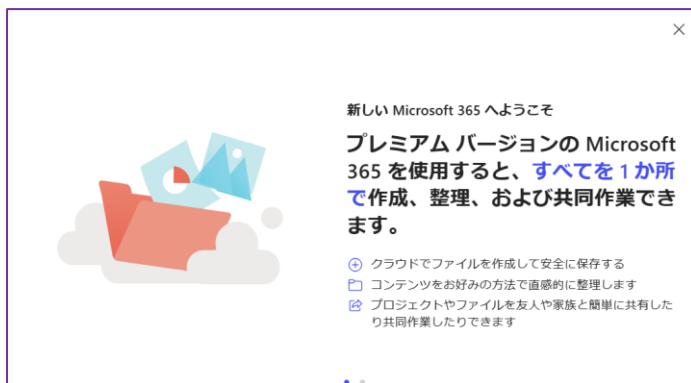 新しい Microsoft 365 へようこそ
プレミアム バージョンの Microsoft
365 を使用すると、すべてを 1 か所
で作成、整理、および共同作業でき
ます。
クラウドでファイルを作成して安全に保存する
コンテンツをお好みの方法で直感的に整理します
プロジェクトやファイルを友人や家族と簡単に共有した
り共同作業したりできます